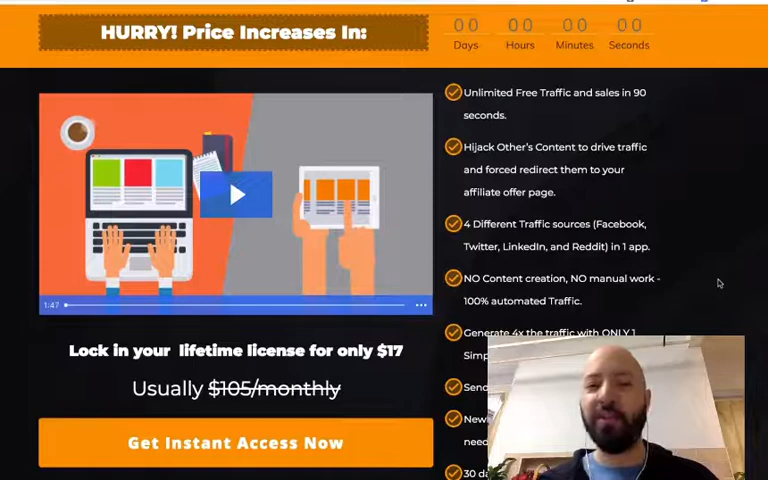 HURRY! Price Increases In:
00 00 00 00
Days Hours Minutes Seconds
Unlimited Free Traffic and sales in 90
seconds.
Hijack Other's Content to drive traffic
and forced redirect them to your
affiliate offer page.
4 Different Traffic sources (Facebook,
Twitter, LinkedIn, and Reddit) in 1 app.
NO Content creation, NO manual work -
100% automated Traffic.
Generate 4x the traffic with ONLY 1
1:47
Lock in your lifetime license for only $17
Usually $105/monthly
Get Instant Access Now
30